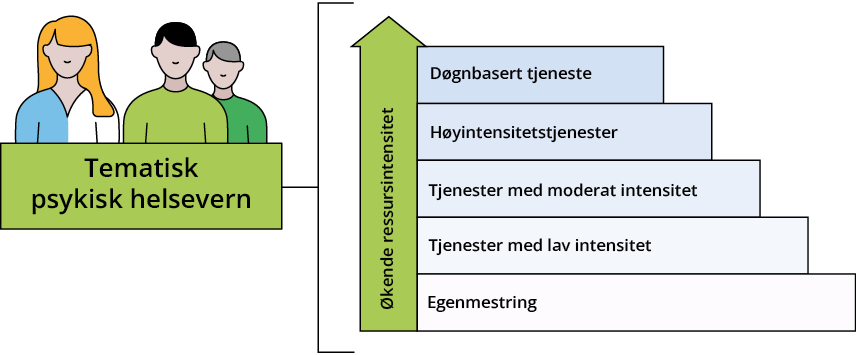 Tematisk
psykisk helsevern
Økende ressursintensitet
Døgnbasert tjeneste
Høyintensitetstjenester
Tjenester med moderat intensitet
Tjenester med lav intensitet
Egenmestring